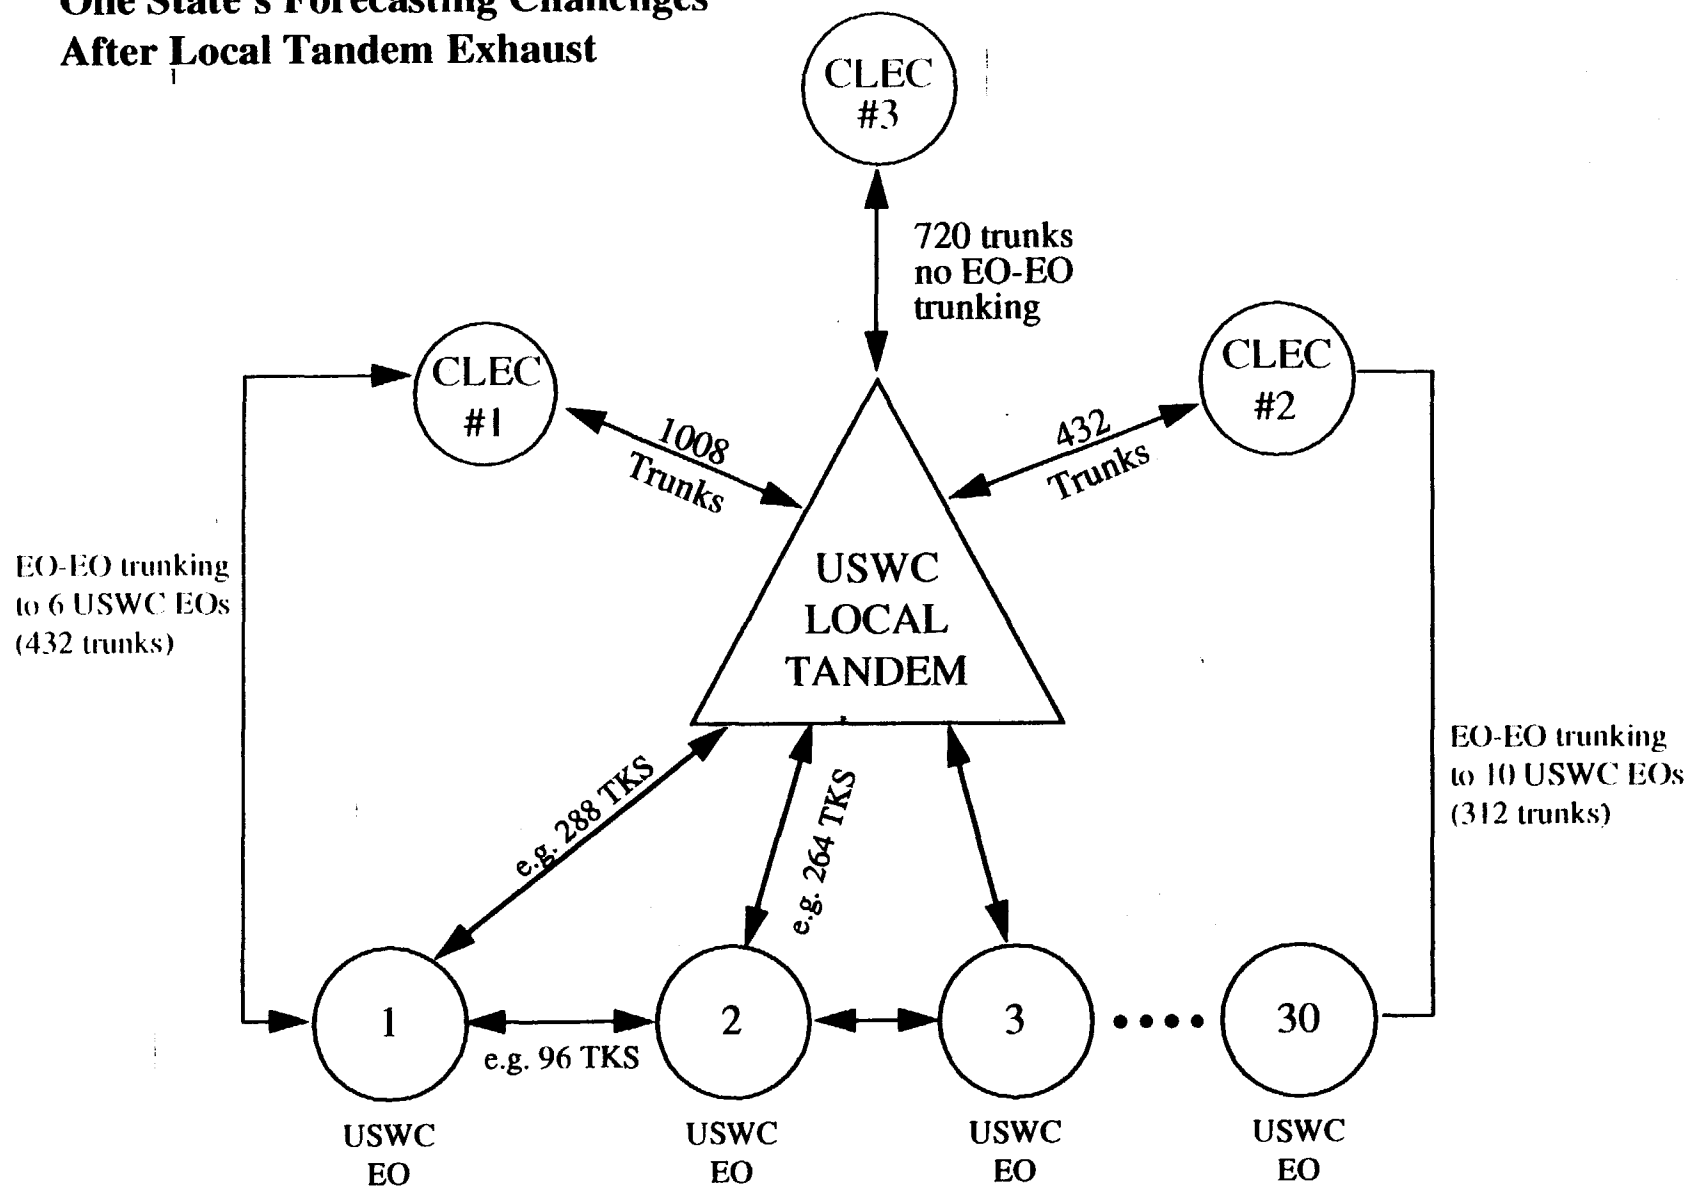 One State's Forecasting Challenges
After Local Tandem Exhaust
CLEC
#3
720 trunks
no EO-EO
trunking
CLEC
#1
1008
Trunks
CLEC
#2
432
Trunks
EO-EO trunking
to 6 USWC EOs
(432 trunks)
USWC
LOCAL
TANDEM
EO-EO trunking
to 10 USWC EOs
(312 trunks)
e.g. 288 TKS
e.g. 264 TKS
1
2
3
30
e.g. 96 TKS
USWC
EO
USWC
EO
USWC
EO
USWC
EO